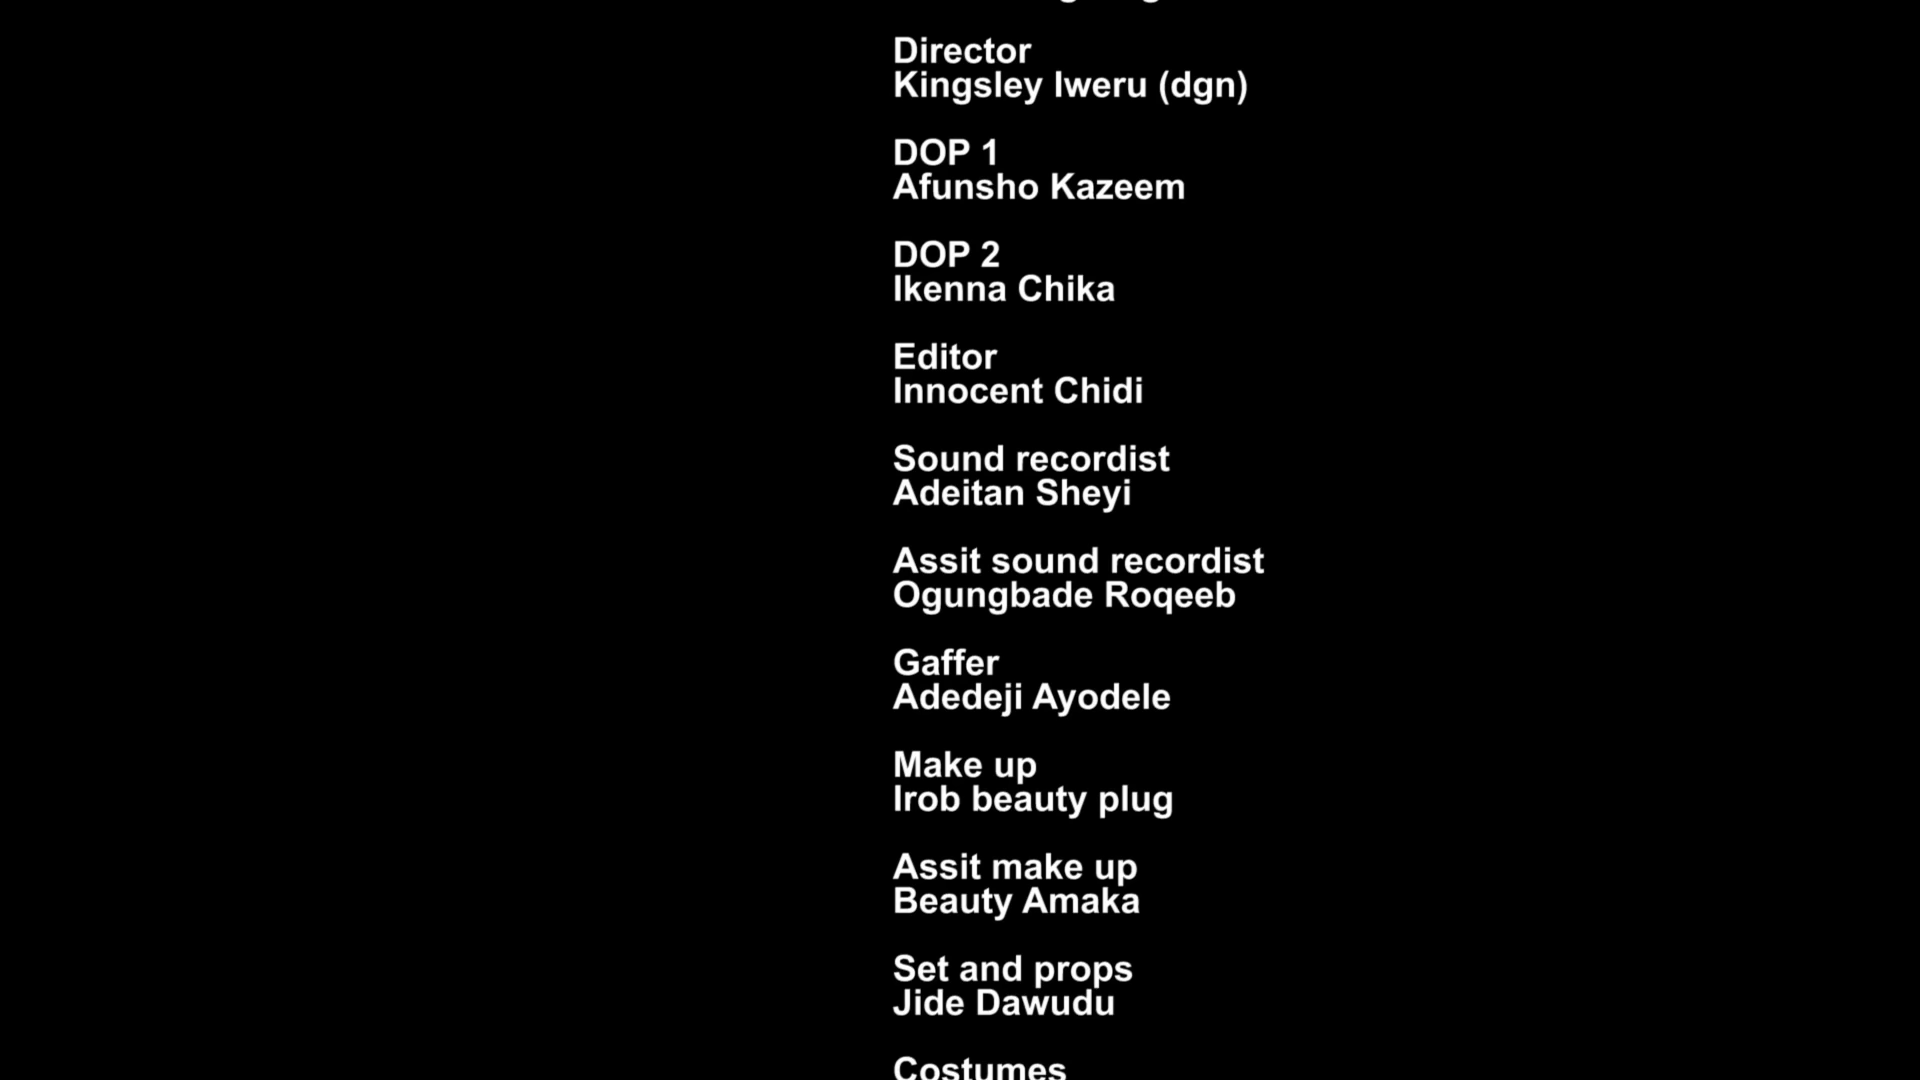 Director
Kingsley Iweru (dgn)
DOP 1
Afunsho Kazeem
DOP 2
Ikenna Chika
Editor
Innocent Chidi
Sound recordist
Adeitan Sheyi
Assit sound recordist
Ogungbade Roqeeb
Gaffer
Adedeji Ayodele
Make up
Irob beauty plug
Assit make up
Beauty Amaka
Set and props
Jide Dawudu
Costumes